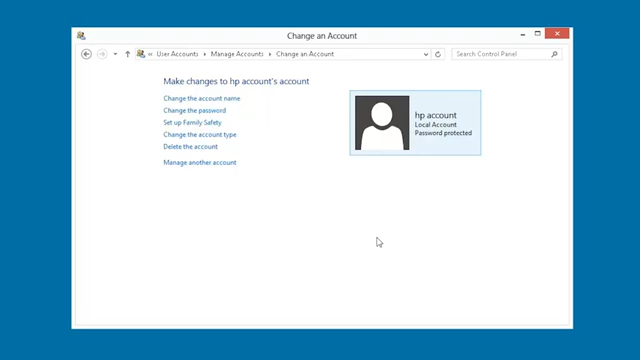 Change an Account
« User Accounts › Manage Accounts › Change an Account
Search Control Panel
Make changes to hp account's account
Change the account name
Change the password
Set up Family Safety
Change the account type
Delete the account
Manage another account
hp account
Local Account
Password protected